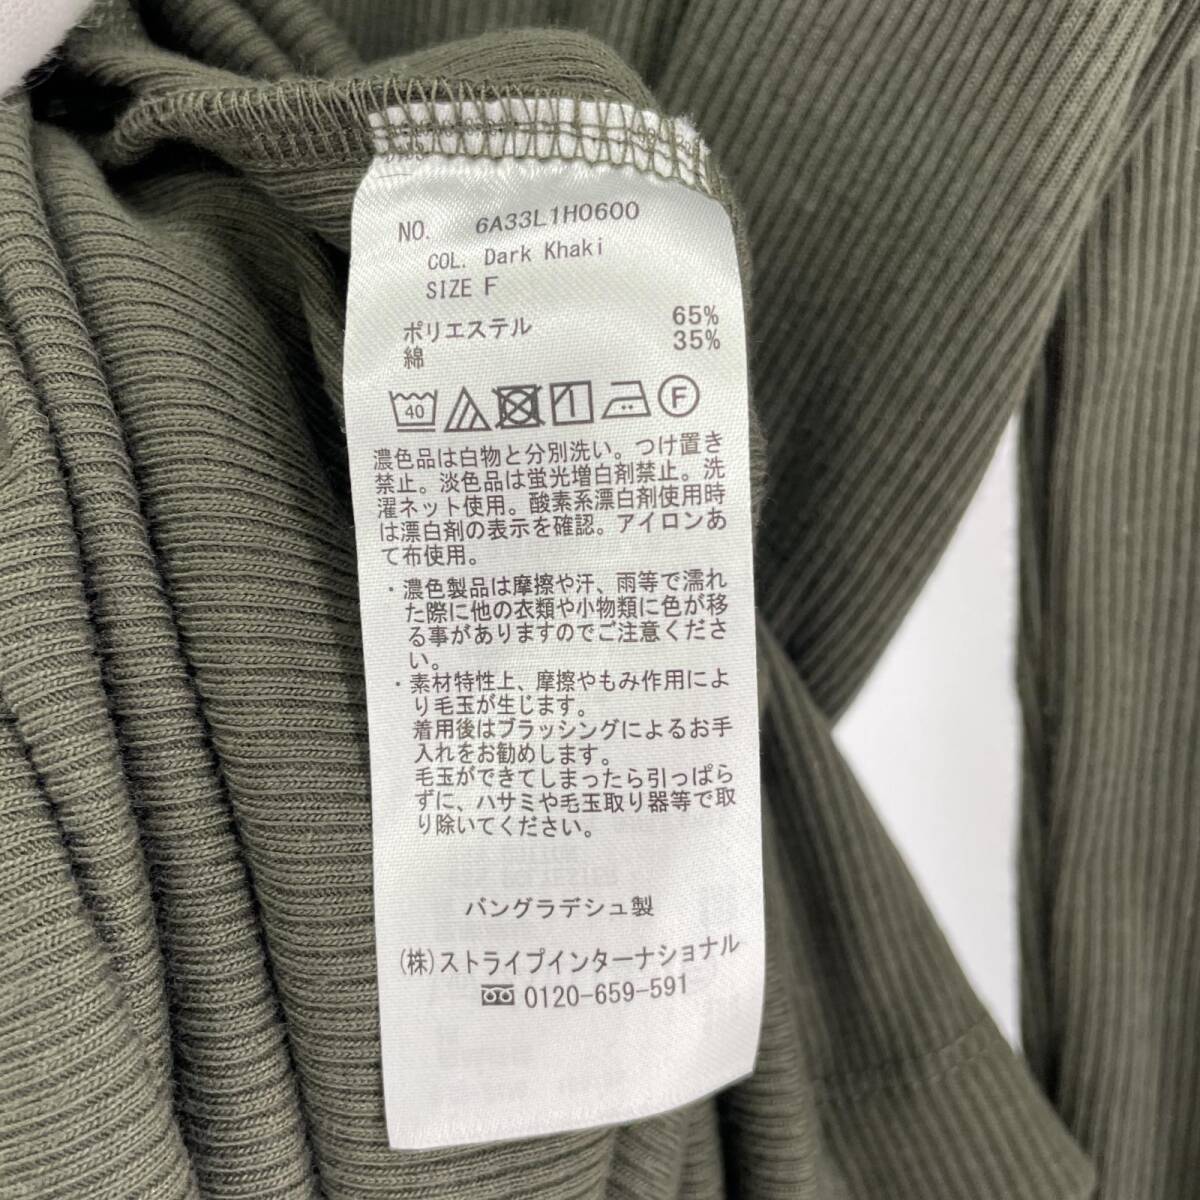 NO. 6A33L1H0600
COL. Dark Khaki
SIZE F
ポリエステル 65%
綿 35%
40 F
濃色品は白物と分別洗い。つけ置き
禁止。淡色品は蛍光増白剤禁止。洗
濯ネット使用。酸素系漂白剤使用時
は漂白剤の表示を確認。アイロンあ
て布使用。
・濃色製品は摩擦や汗、雨等で濡れ
た際に他の衣類や小物類に色が移
る事がありますのでご注意くださ
い。
・素材特性上、摩擦やもみ作用によ
り毛玉が生じます。
着用後はブラッシングによるお手
入れをお勧めします。
毛玉ができてしまったら引っぱら
ずに、ハサミや毛玉取り器等で取
り除いてください。
バングラデシュ製
(株)ストライプインターナショナル
0120-659-591